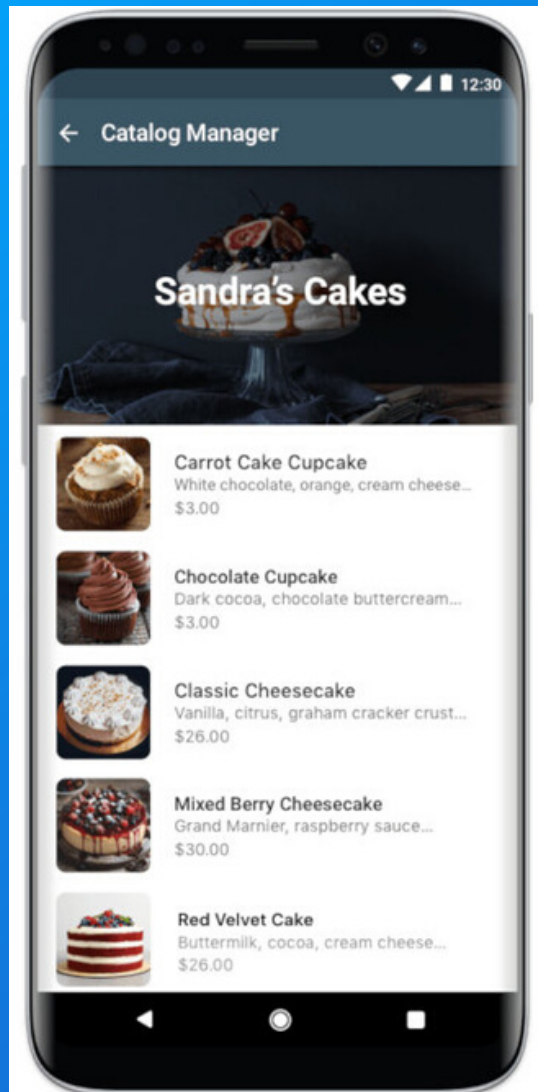 12:30
Catalog Manager
Sandra's Cakes
Carrot Cake Cupcake
White chocolate, orange, cream cheese...
$3.00
Chocolate Cupcake
Dark cocoa, chocolate buttercream...
$3.00
Classic Cheesecake
Vanilla, citrus, graham cracker crust...
$26.00
Mixed Berry Cheesecake
Grand Marnier, raspberry sauce...
$30.00
Red Velvet Cake
Buttermilk, cocoa, cream cheese...
$26.00